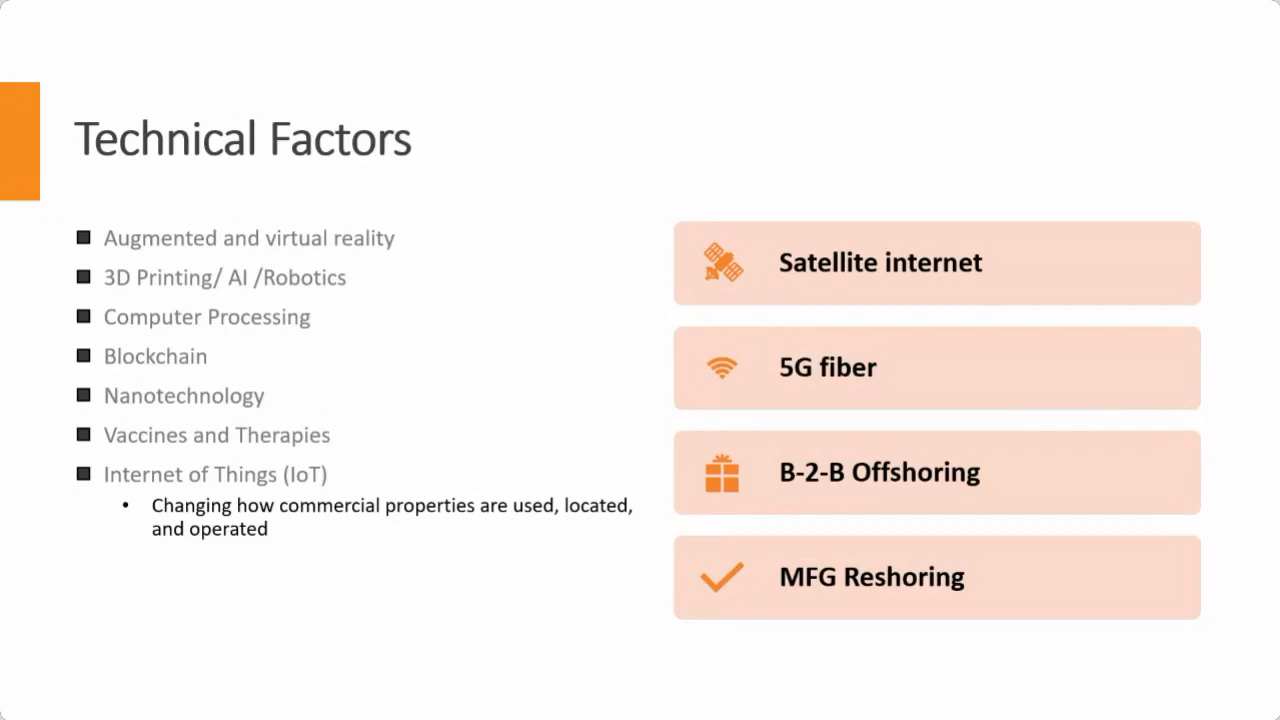 Technical Factors
Augmented and virtual reality
3D Printing/ AI /Robotics
Computer Processing
Blockchain
Nanotechnology
Vaccines and Therapies
Internet of Things (IoT)
Changing how commercial properties are used, located,
and operated
Satellite internet
5G fiber
B-2-B Offshoring
MFG Reshoring